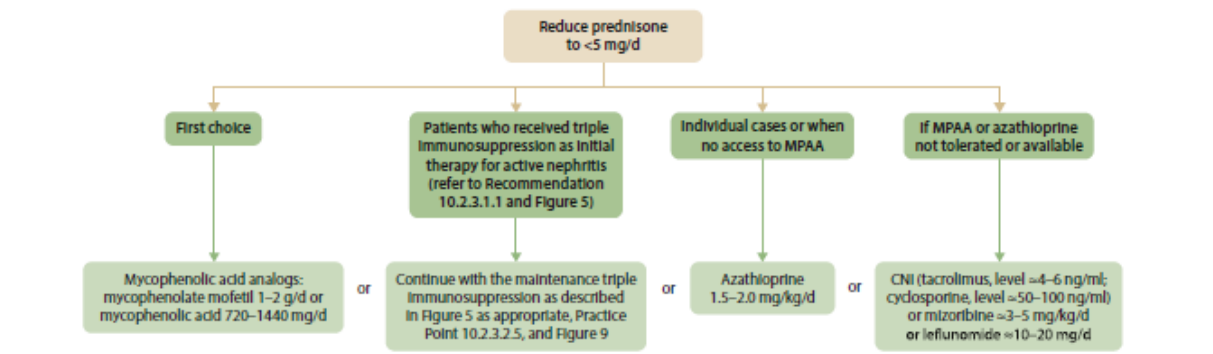 Reduce prednisone
to <5 mg/d
First choice
Patients who received triple
immunosuppression as initial
therapy for active nephritis
(refer to Recommendation
10.2.3.1.1 and Figure 5)
Individual cases or when
no access to MPAA
If MPAA or azathioprine
not tolerated or available
Mycophenolic acid analogs:
mycophenolate mofetil 1–2 g/d or
mycophenolic acid 720–1440 mg/d
or
Continue with the maintenance triple
immunosuppression as described
in Figure 5 as appropriate, Practice
Point 10.2.3.2.5, and Figure 9
or
Azathioprine
1.5–2.0 mg/kg/d
or
CNI (tacrolimus, level ≈4–6 ng/ml;
cyclosporine, level ≈50–100 ng/ml)
or mizoribine ≈3–5 mg/kg/d
or leflunomide ≈10–20 mg/d